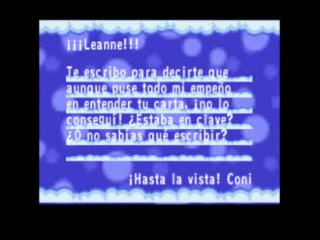 ¡¡¡Leanne!!!
Te escribo para decirte que
aunque puse todo mi empeño
en entender tu carta, ¡no lo
conseguí! ¿Estaba en clave?
¿O no sabías qué escribir?
¡Hasta la vista! Coni